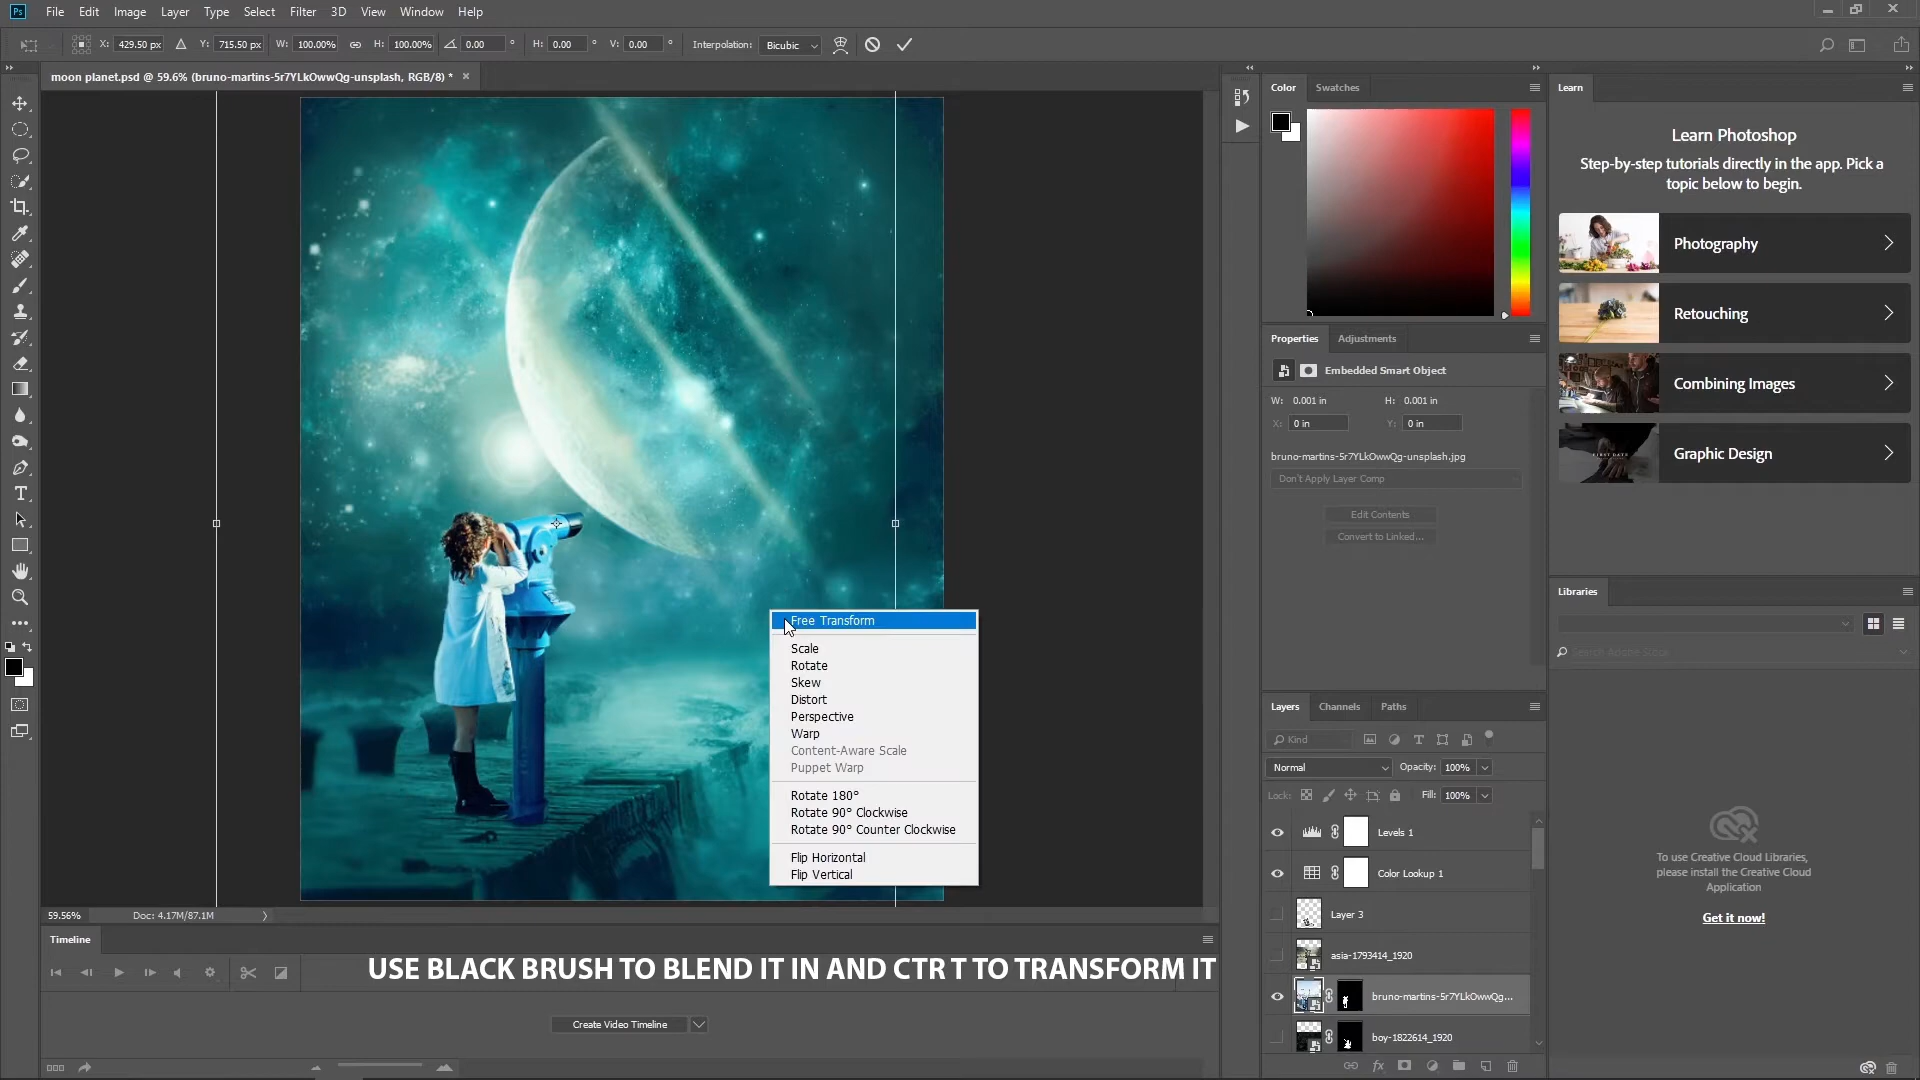 Ps File Edit Image Layer Type Select Filter 3D View Window Help
X: 429.50 px Y: 715.50 px W: 100.00% H: 100.00% 0.00 ° H: 0.00 ° V: 0.00 ° Interpolation: Bicubic
moon planet.psd @ 59.6% (bruno-martins-5r7YLkOwwQg-unsplash, RGB/8) * ×
Free Transform
Scale
Rotate
Skew
Distort
Perspective
Warp
Content-Aware Scale
Puppet Warp
Rotate 180°
Rotate 90° Clockwise
Rotate 90° Counter Clockwise
Flip Horizontal
Flip Vertical
59.56% Doc: 4.17M/87.1M
Timeline
USE BLACK BRUSH TO BLEND IT IN AND CTR T TO TRANSFORM IT
Create Video Timeline
Color Swatches
Properties Adjustments
Embedded Smart Object
W: 0.001 in H: 0.001 in
X: 0 in Y: 0 in
bruno-martins-5r7YLkOwwQg-unsplash.jpg
Don't Apply Layer Comp
Edit Contents
Convert to Linked...
Layers Channels Paths
Kind
Normal Opacity: 100%
Lock: Fill: 100%
Levels 1
Color Lookup 1
Layer 3
asia-1793414_1920
bruno-martins-5r7YLkOwwQg...
boy-1822614_1920
Learn
Learn Photoshop
Step-by-step tutorials directly in the app. Pick a
topic below to begin.
Photography
Retouching
Combining Images
Graphic Design
Libraries
Search Adobe Stock
To use Creative Cloud Libraries,
please install the Creative Cloud
Application
Get it now!